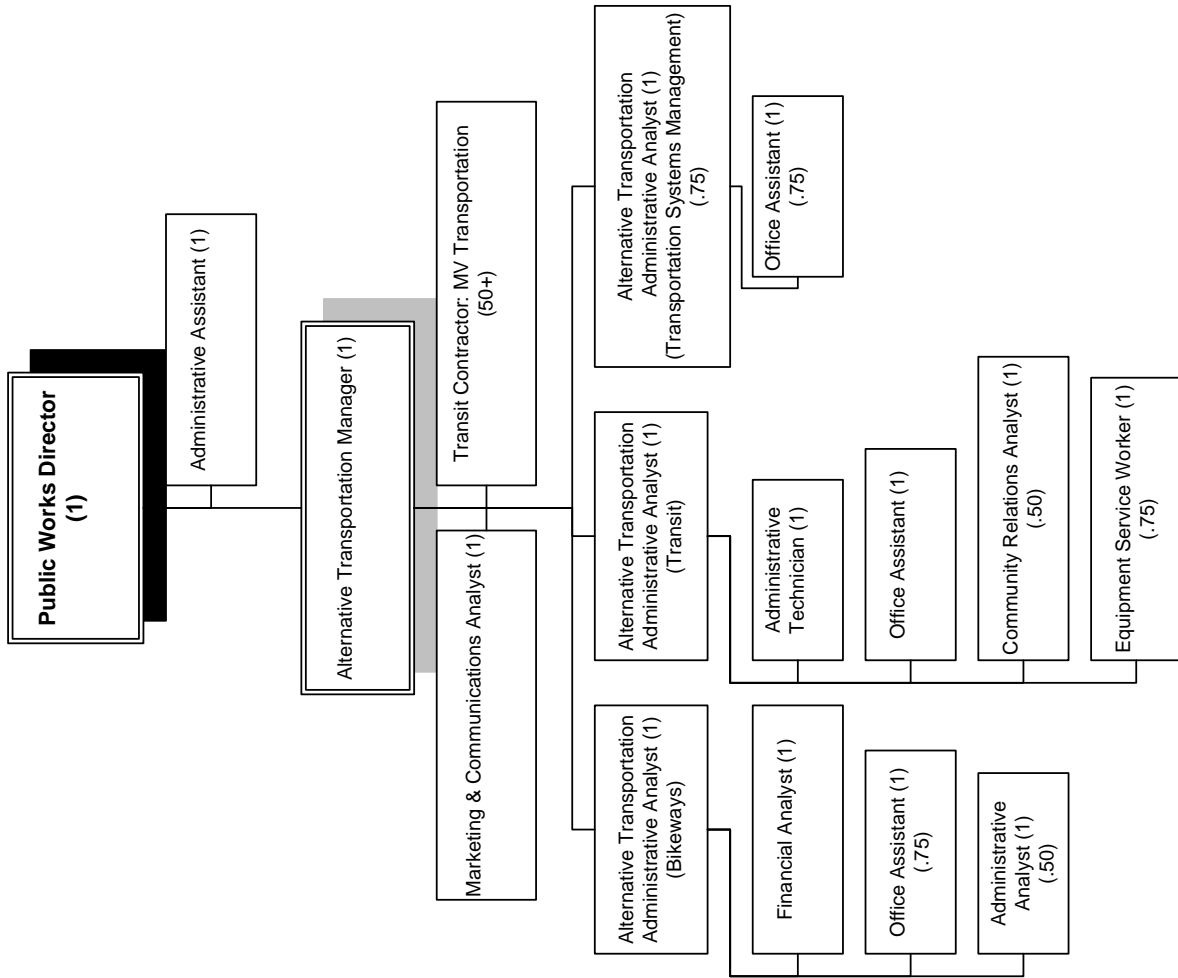 Public Works Director
(1)
Administrative Assistant (1)
Alternative Transportation Manager (1)
Marketing & Communications Analyst (1)
Transit Contractor: MV Transportation
(50+)
Alternative Transportation
Administrative Analyst (1)
(Bikeways)
Financial Analyst (1)
Office Assistant (1)
(.75)
Administrative
Analyst (1)
(.50)
Alternative Transportation
Administrative Analyst (1)
(Transit)
Administrative
Technician (1)
Office Assistant (1)
Community Relations Analyst (1)
(.50)
Equipment Service Worker (1)
(.75)
Alternative Transportation
Administrative Analyst (1)
(Transportation Systems Management)
(.75)
Office Assistant (1)
(.75)